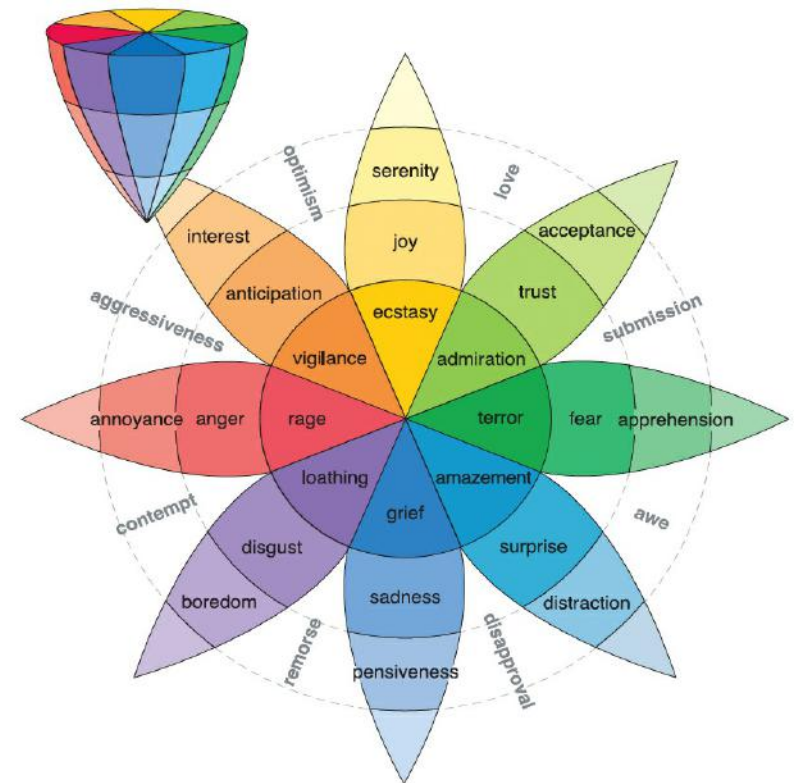 optimism
serenity
love
interest
acceptance
joy
anticipation
trust
aggressiveness
submission
ecstasy
vigilance
admiration
annoyance
anger
rage
terror
fear
apprehension
loathing
amazement
grief
contempt
awe
disgust
surprise
boredom
sadness
distraction
remorse
disapproval
pensiveness